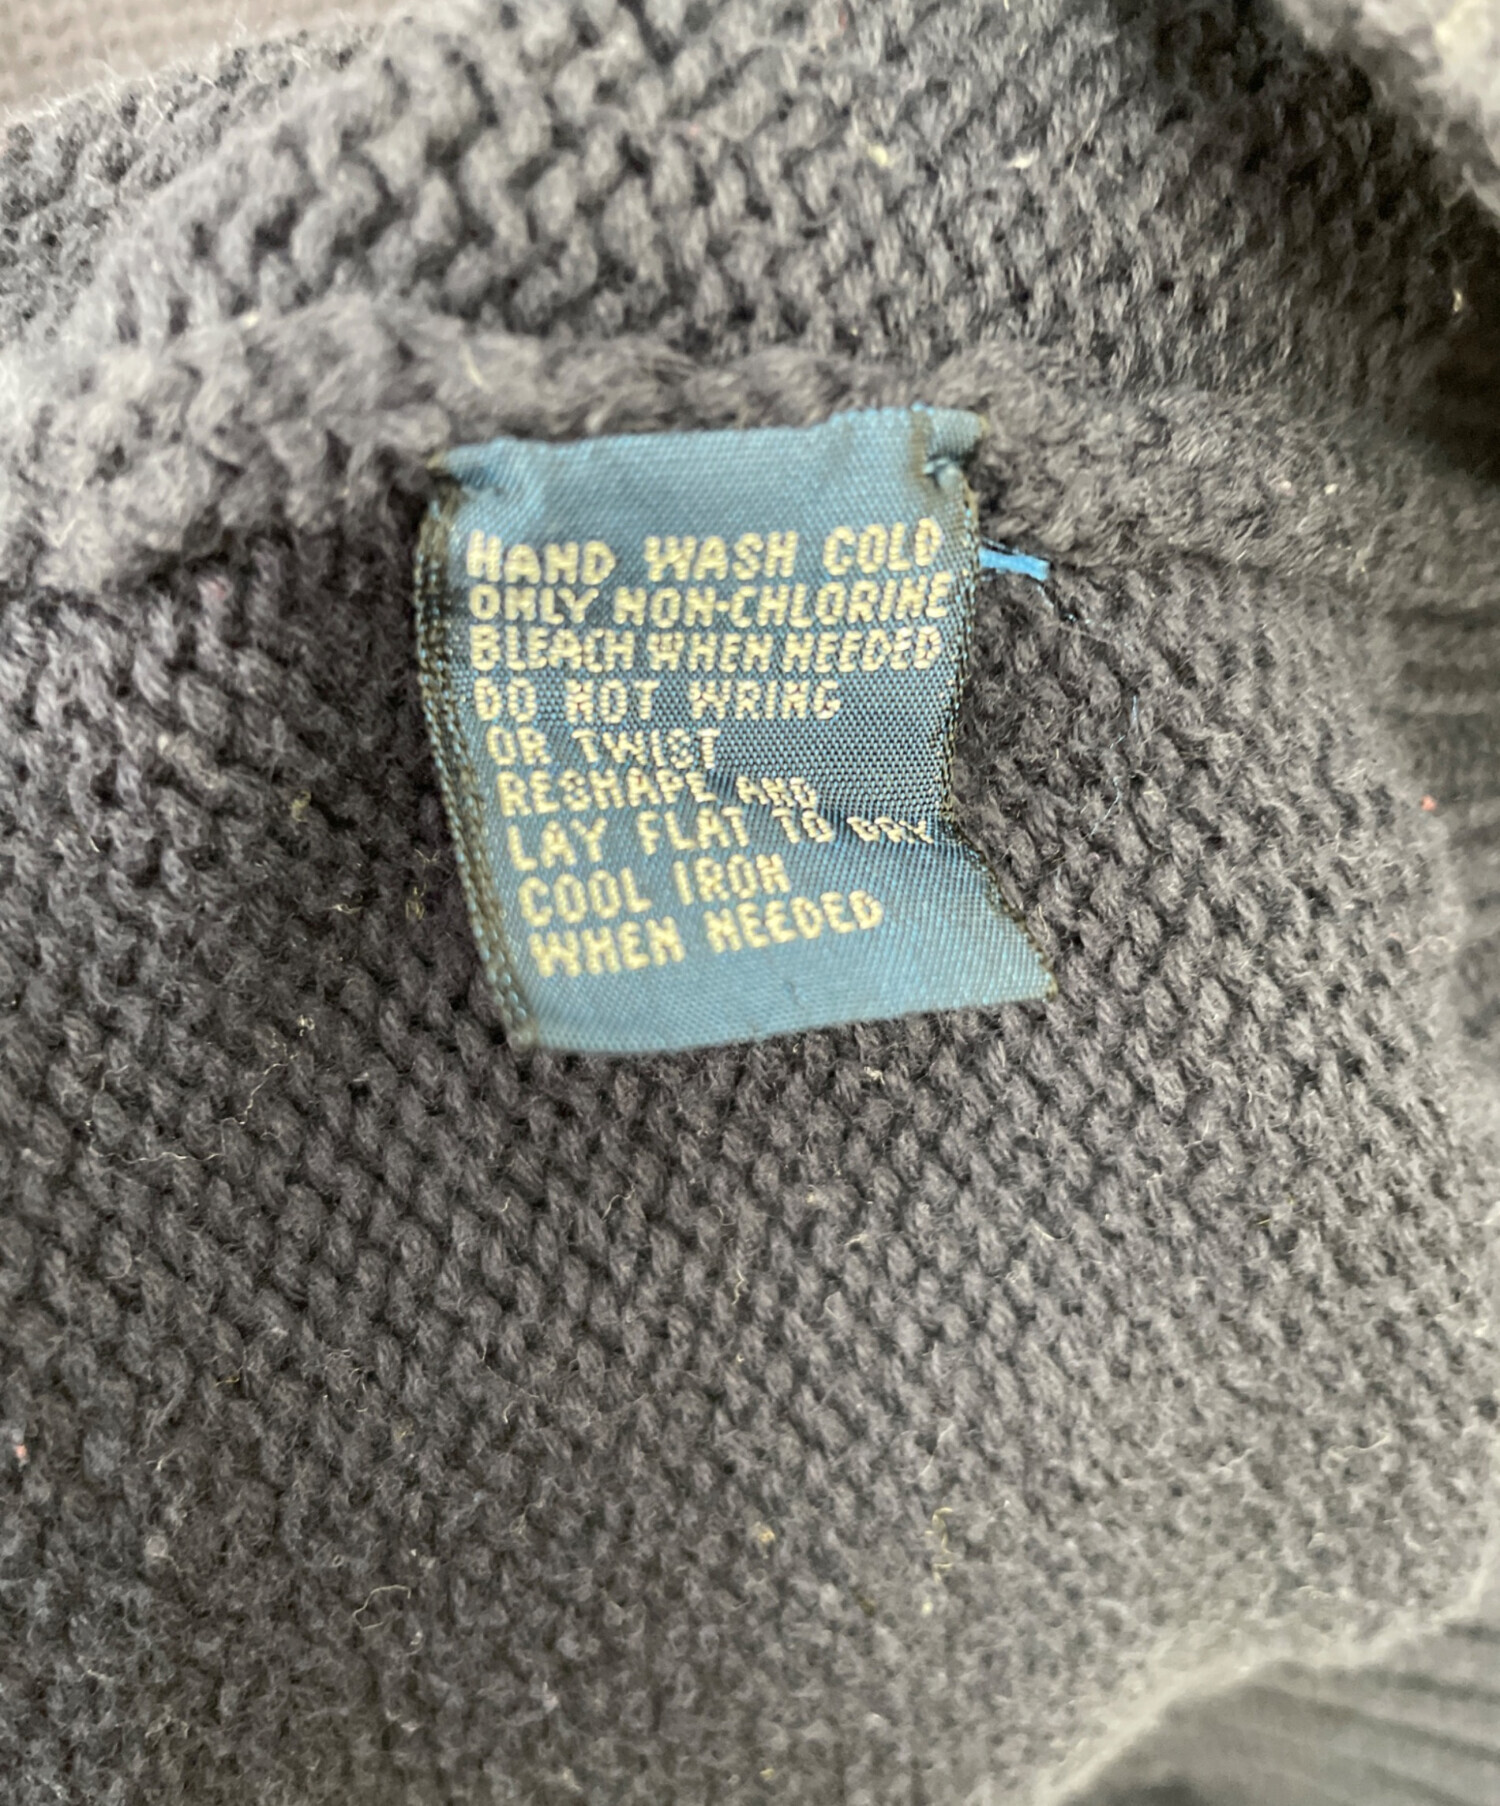 HAND WASH COLD
ONLY NON-CHLORINE
BLEACH WHEN NEEDED
DO NOT WRING
OR TWIST
RESHAPE AND
LAY FLAT TO DRY
COOL IRON
WHEN NEEDED